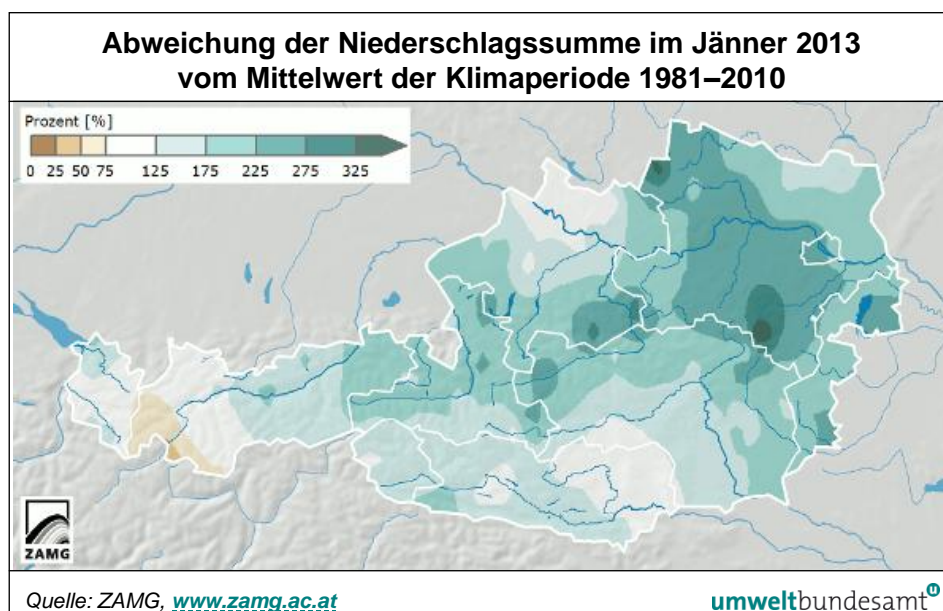 Abweichung der Niederschlagssumme im Jänner 2013
vom Mittelwert der Klimaperiode 1981–2010
Prozent [%]
0 25 50 75 125 175 225 275 325
ZAMG
Quelle: ZAMG, www.zamg.ac.at
umweltbundesamt